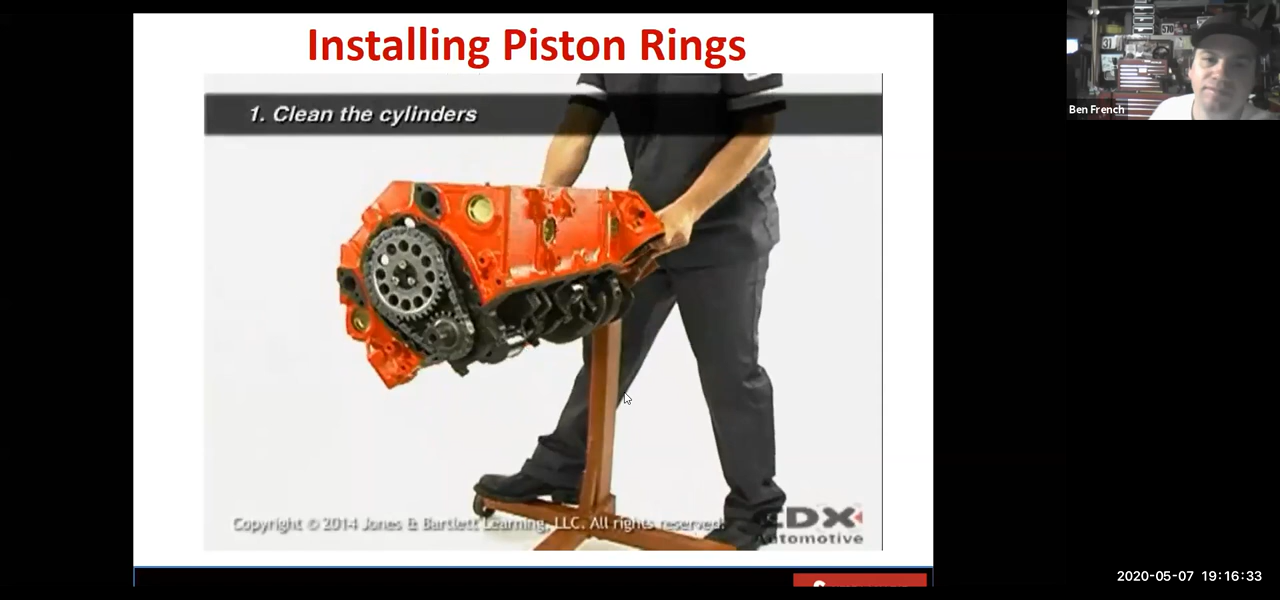 Installing Piston Rings
1. Clean the cylinders
Ben French
Copyright © 2014 Jones & Bartlett Learning, LLC. All rights reserved.
CDX
Automotive
2020-05-07 19:16:33